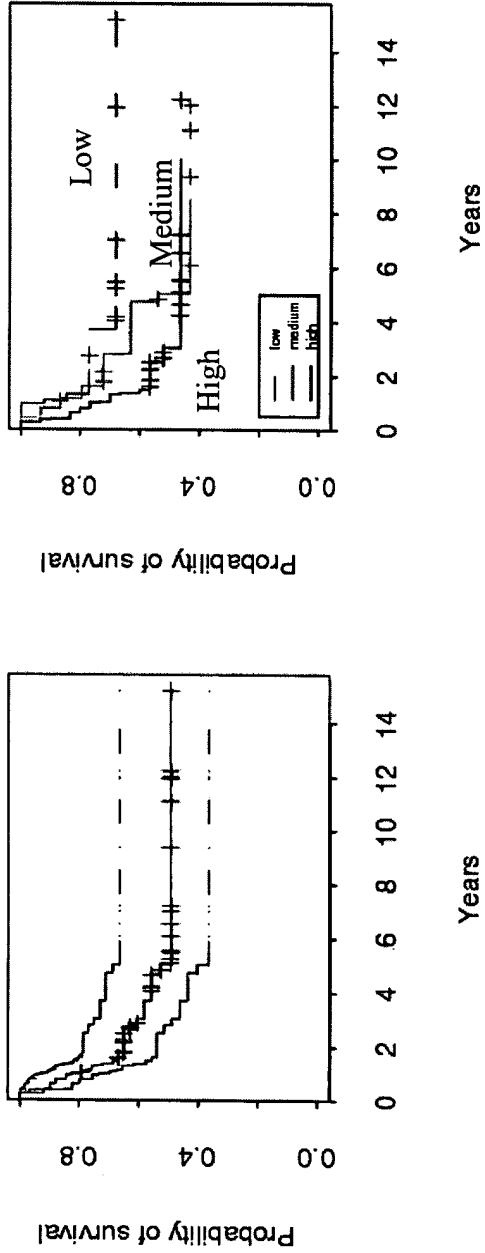 Probability of survival
0.0 0.4 0.8
0 2 4 6 8 10 12 14
Years
Probability of survival
0.0 0.4 0.8
0 2 4 6 8 10 12 14
Years
Low
Medium
High
low
medium
high